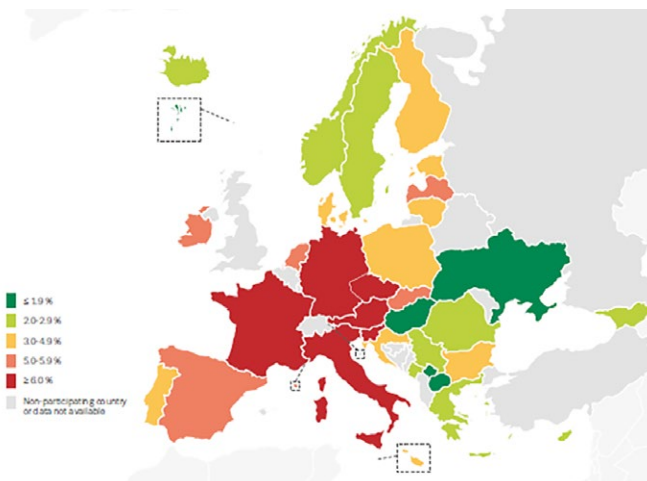 ≤ 1.9 %
2.0-2.9 %
3.0-4.9 %
5.0-5.9 %
≥ 6.0 %
Non-participating country
or data not available